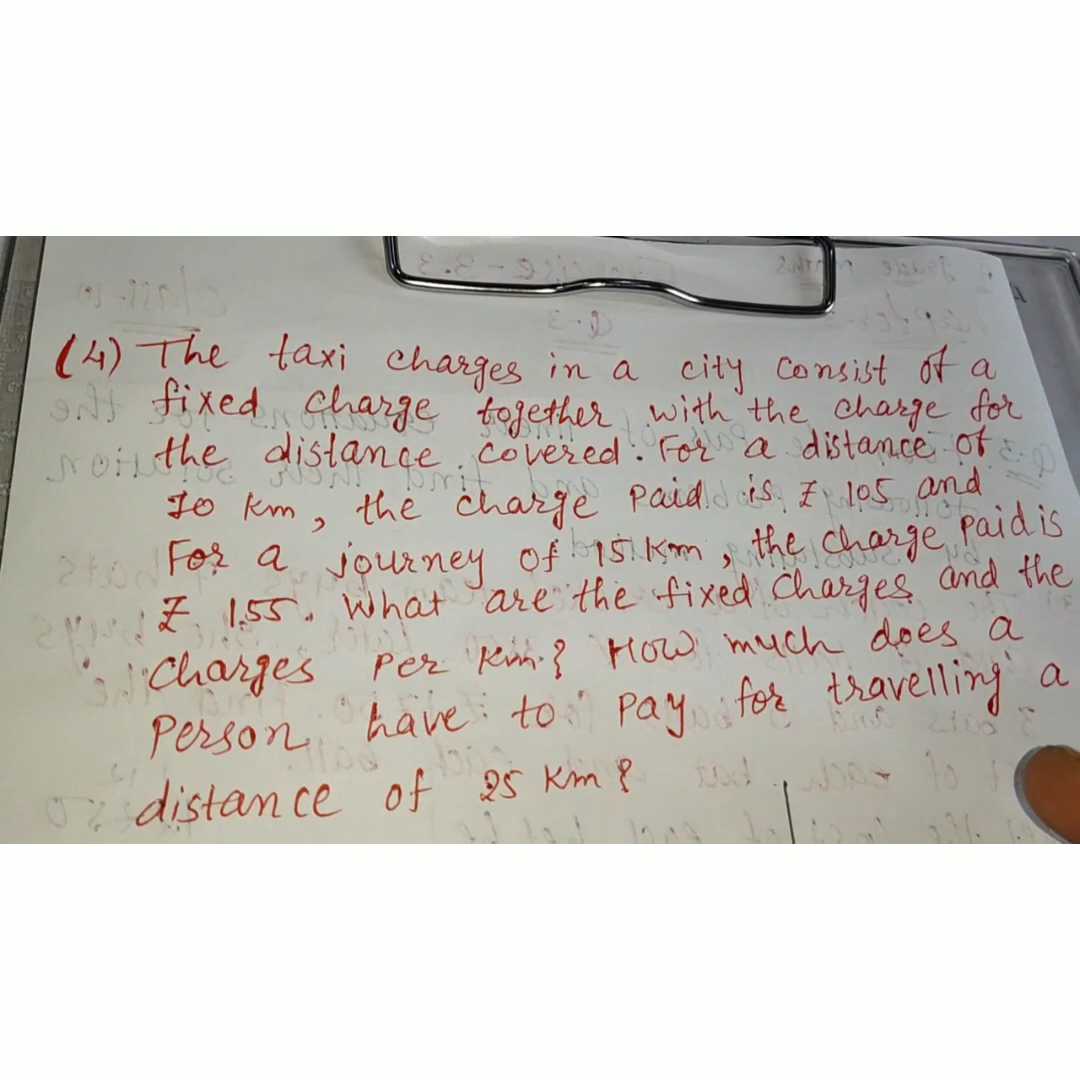 (4) The taxi charges in a city consist of a
fixed charge together with the charge for
the distance covered. For a distance of
10 km, the charge paid is ₹ 105 and
For a journey of 15 km, the charge paid is
₹ 155. What are the fixed Charges and the
Charges per km? How much does a
person have to pay for travelling a
distance of 25 km?